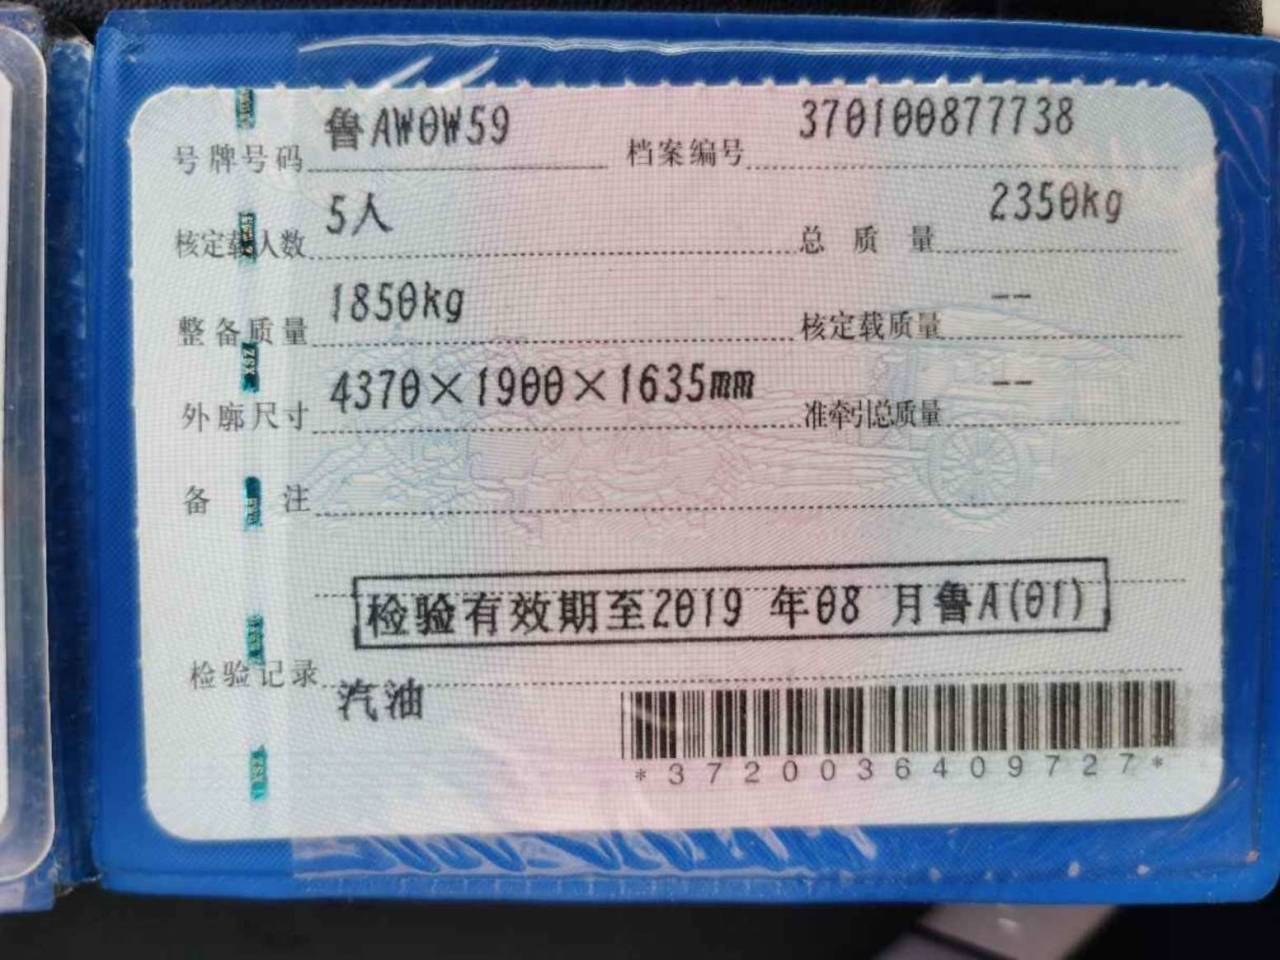 号牌号码 鲁AW0W59 档案编号 370100877738
核定载人数 5人 总质量 2350kg
整备质量 1850kg 核定载质量 --
外廓尺寸 4370×1900×1635mm 准牵引总质量 --
备注
检验有效期至2019 年08 月鲁A(01)
检验记录
汽油
*3720036409727*